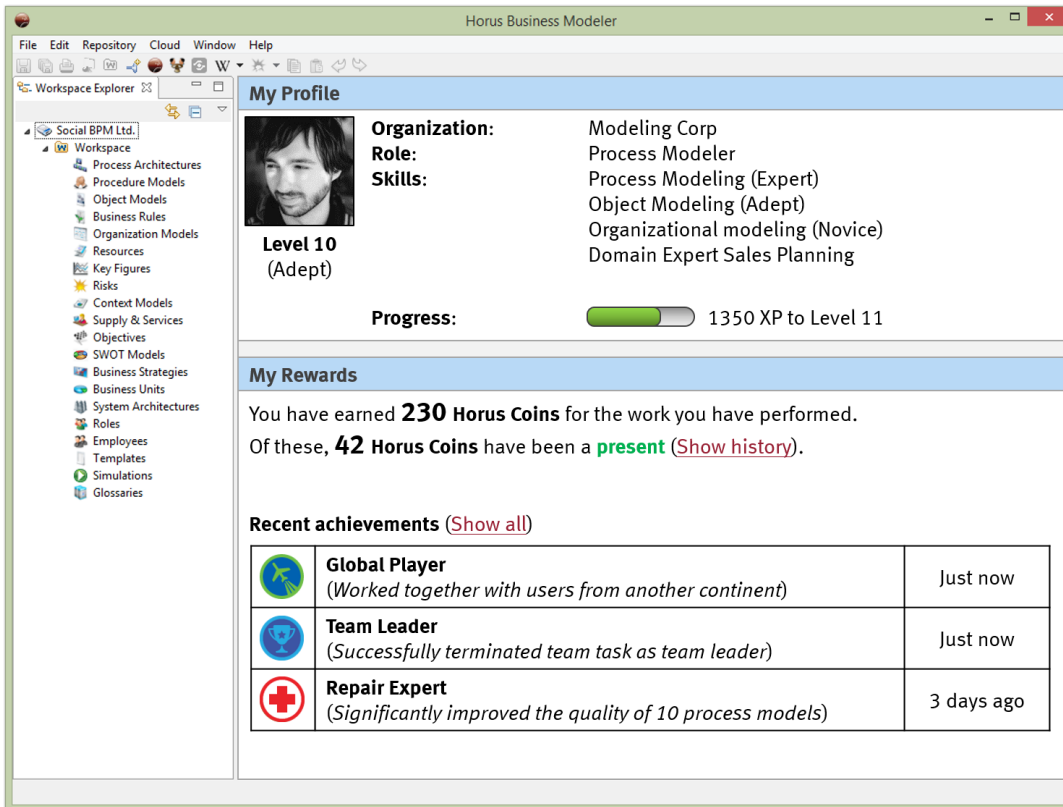 Horus Business Modeler
File Edit Repository Cloud Window Help
W
Workspace Explorer
Social BPM Ltd.
Workspace
Process Architectures
Procedure Models
Object Models
Business Rules
Organization Models
Resources
Key Figures
Risks
Context Models
Supply & Services
Objectives
SWOT Models
Business Strategies
Business Units
System Architectures
Roles
Employees
Templates
Simulations
Glossaries
My Profile
Organization: Modeling Corp
Role: Process Modeler
Skills: Process Modeling (Expert)
Object Modeling (Adept)
Organizational modeling (Novice)
Domain Expert Sales Planning
Level 10
(Adept)
Progress: 1350 XP to Level 11
My Rewards
You have earned 230 Horus Coins for the work you have performed.
Of these, 42 Horus Coins have been a present (Show history).
Recent achievements (Show all)
Global Player
(Worked together with users from another continent)
Just now
Team Leader
(Successfully terminated team task as team leader)
Just now
Repair Expert
(Significantly improved the quality of 10 process models)
3 days ago